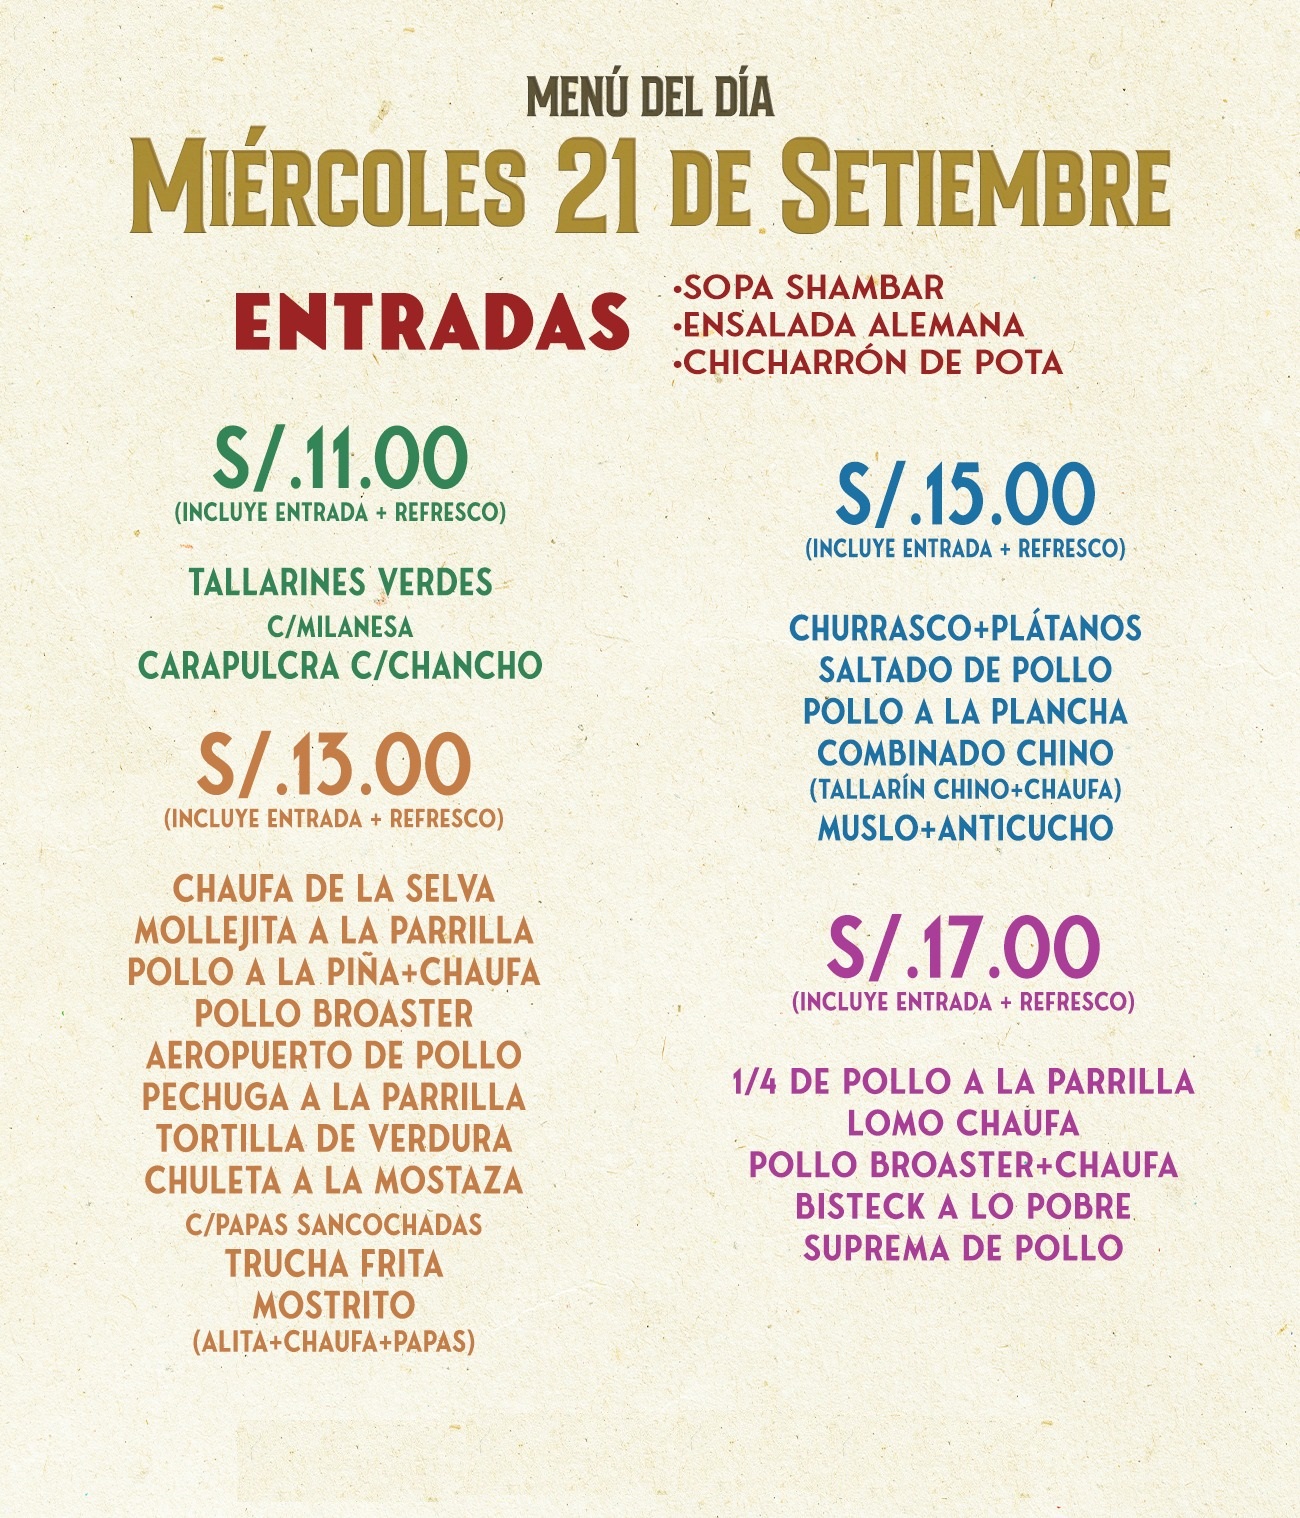 MENÚ DEL DÍA
MIÉRCOLES 21 DE SETIEMBRE
ENTRADAS
•SOPA SHAMBAR
•ENSALADA ALEMANA
•CHICHARRÓN DE POTA
S/.11.00
(INCLUYE ENTRADA + REFRESCO)
TALLARINES VERDES
C/MILANESA
CARAPULCRA C/CHANCHO
S/.13.00
(INCLUYE ENTRADA + REFRESCO)
CHAUFA DE LA SELVA
MOLLEJITA A LA PARRILLA
POLLO A LA PIÑA+CHAUFA
POLLO BROASTER
AEROPUERTO DE POLLO
PECHUGA A LA PARRILLA
TORTILLA DE VERDURA
CHULETA A LA MOSTAZA
C/PAPAS SANCOCHADAS
TRUCHA FRITA
MOSTRITO
(ALITA+CHAUFA+PAPAS)
S/.15.00
(INCLUYE ENTRADA + REFRESCO)
CHURRASCO+PLÁTANOS
SALTADO DE POLLO
POLLO A LA PLANCHA
COMBINADO CHINO
(TALLARÍN CHINO+CHAUFA)
MUSLO+ANTICUCHO
S/.17.00
(INCLUYE ENTRADA + REFRESCO)
1/4 DE POLLO A LA PARRILLA
LOMO CHAUFA
POLLO BROASTER+CHAUFA
BISTECK A LO POBRE
SUPREMA DE POLLO